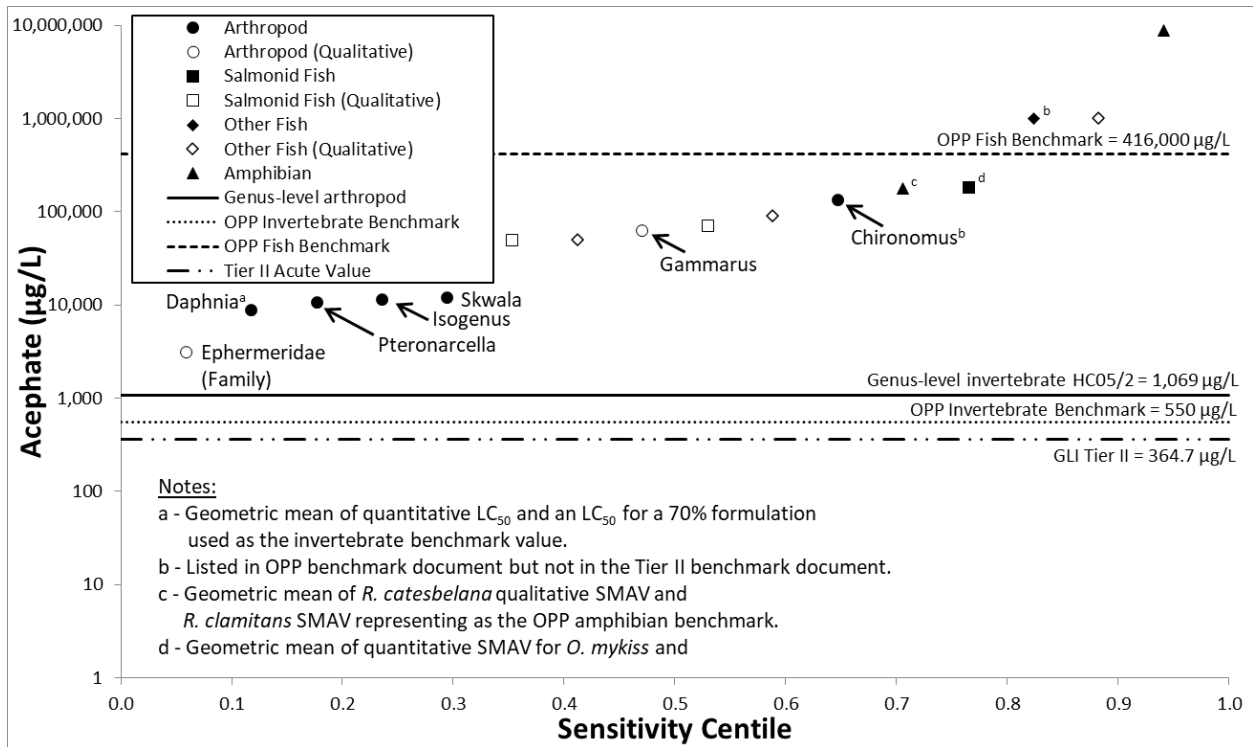 10,000,000
1,000,000
100,000
10,000
1,000
100
10
1
Acephate (µg/L)
Arthropod
Arthropod (Qualitative)
Salmonid Fish
Salmonid Fish (Qualitative)
Other Fish
Other Fish (Qualitative)
Amphibian
Genus-level arthropod
OPP Invertebrate Benchmark
OPP Fish Benchmark
Tier II Acute Value
b
OPP Fish Benchmark = 416,000 µg/L
c
d
Chironomusᵇ
Gammarus
Daphniaᵃ
Skwala
Isogenus
Pteronarcella
Ephermeridae
(Family)
Genus-level invertebrate HC05/2 = 1,069 µg/L
OPP Invertebrate Benchmark = 550 µg/L
GLI Tier II = 364.7 µg/L
Notes:
a - Geometric mean of quantitative LC₅₀ and an LC₅₀ for a 70% formulation
used as the invertebrate benchmark value.
b - Listed in OPP benchmark document but not in the Tier II benchmark document.
c - Geometric mean of R. catesbelana qualitative SMAV and
R. clamitans SMAV representing as the OPP amphibian benchmark.
d - Geometric mean of quantitative SMAV for O. mykiss and
0.0 0.1 0.2 0.3 0.4 0.5 0.6 0.7 0.8 0.9 1.0
Sensitivity Centile